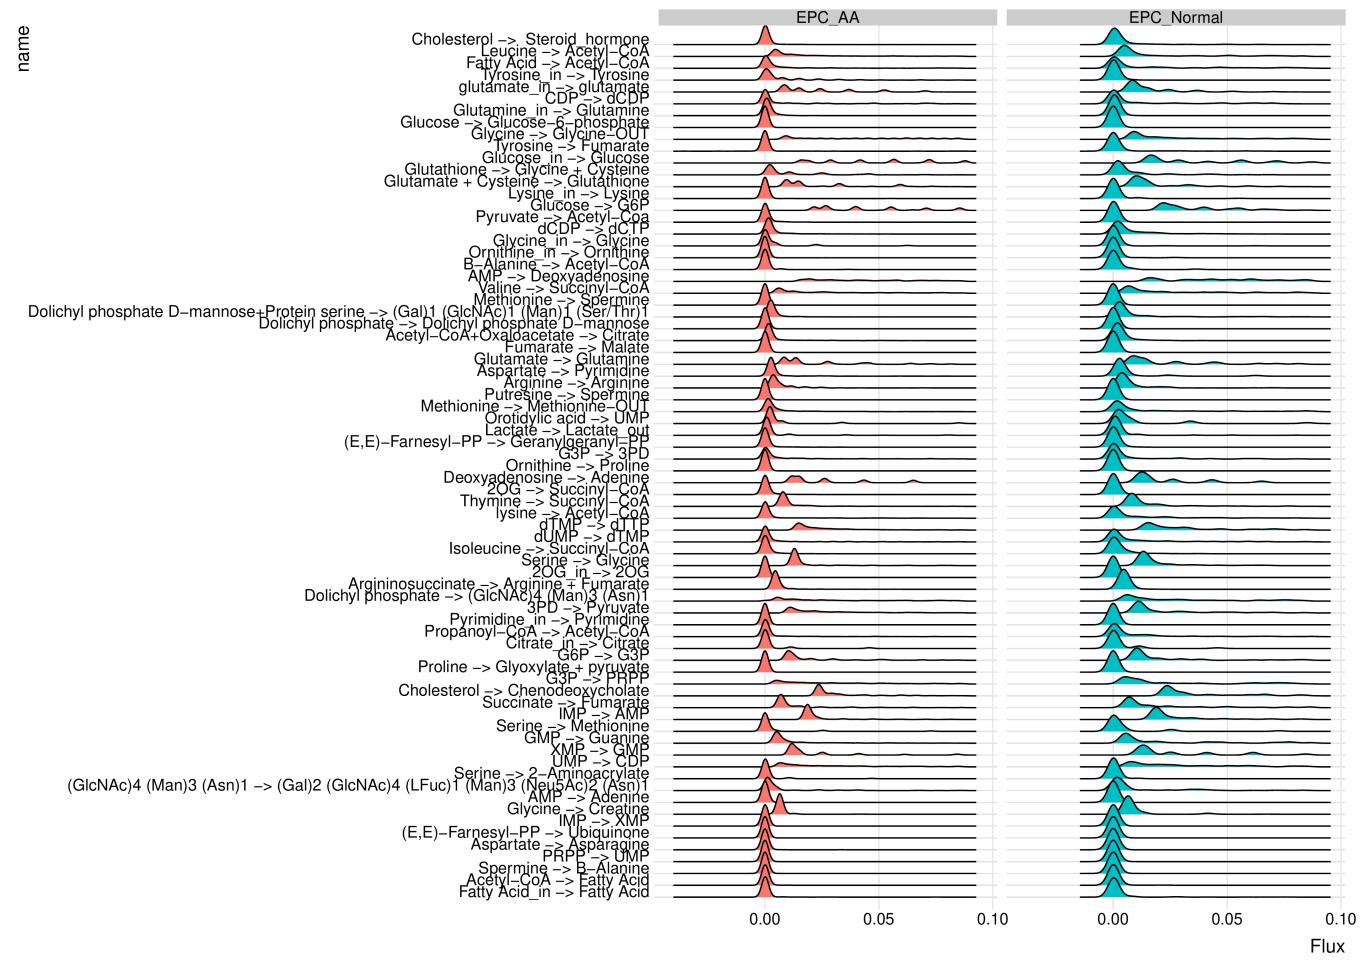 name
EPC_AA
EPC_Normal
Cholesterol −> Steroid_hormone
Leucine −> Acetyl−CoA
Fatty Acid −> Acetyl−CoA
Tyrosine_in −> Tyrosine
glutamate_in −> glutamate
CDP −> dCDP
Glutamine_in −> Glutamine
Glucose −> Glucose−6−phosphate
Glycine −> Glycine−OUT
Tyrosine −> Fumarate
Glucose_in −> Glucose
Glutathione −> Glycine + Cysteine
Glutamate + Cysteine −> Glutathione
Lysine_in −> Lysine
Glucose −> G6P
Pyruvate −> Acetyl−Coa
dCDP −> dCTP
Glycine_in −> Glycine
Ornithine_in −> Ornithine
B−Alanine −> Acetyl−CoA
AMP −> Deoxyadenosine
Valine −> Succinyl−CoA
Methionine −> Spermine
Dolichyl phosphate D−mannose+Protein serine −> (Gal)1 (GlcNAc)1 (Man)1 (Ser/Thr)1
Dolichyl phosphate −> Dolichyl phosphate D−mannose
Acetyl−CoA+Oxaloacetate −> Citrate
Fumarate −> Malate
Glutamate −> Glutamine
Aspartate −> Pyrimidine
Arginine −> Arginine
Putresine −> Spermine
Methionine −> Methionine−OUT
Orotidylic acid −> UMP
Lactate −> Lactate_out
(E,E)−Farnesyl−PP −> Geranylgeranyl−PP
G3P −> 3PD
Ornithine −> Proline
Deoxyadenosine −> Adenine
2OG −> Succinyl−CoA
Thymine −> Succinyl−CoA
lysine −> Acetyl−CoA
dTMP −> dTTP
dUMP −> dTMP
Isoleucine −> Succinyl−CoA
Serine −> Glycine
2OG_in −> 2OG
Argininosuccinate −> Arginine + Fumarate
Dolichyl phosphate −> (GlcNAc)4 (Man)3 (Asn)1
3PD −> Pyruvate
Pyrimidine_in −> Pyrimidine
Propanoyl−CoA −> Acetyl−CoA
Citrate_in −> Citrate
G6P −> G3P
Proline −> Glyoxylate + pyruvate
G3P −> PRPP
Cholesterol −> Chenodeoxycholate
Succinate −> Fumarate
IMP −> AMP
Serine −> Methionine
GMP −> Guanine
XMP −> GMP
UMP −> CDP
Serine −> 2−Aminoacrylate
(GlcNAc)4 (Man)3 (Asn)1 −> (Gal)2 (GlcNAc)4 (LFuc)1 (Man)3 (Neu5Ac)2 (Asn)1
AMP −> Adenine
Glycine −> Creatine
IMP −> XMP
(E,E)−Farnesyl−PP −> Ubiquinone
Aspartate −> Asparagine
PRPP −> UMP
Spermine −> B−Alanine
Acetyl−CoA −> Fatty Acid
Fatty Acid_in −> Fatty Acid
0.00 0.05 0.10 0.00 0.05 0.10
Flux